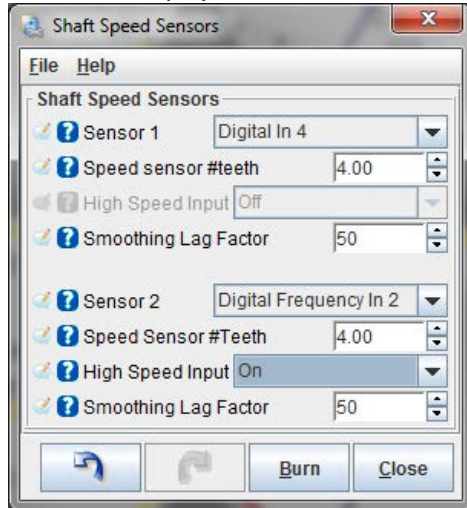 Shaft Speed Sensors
File Help
Shaft Speed Sensors
Sensor 1 Digital In 4
Speed sensor #teeth 4.00
High Speed Input Off
Smoothing Lag Factor 50
Sensor 2 Digital Frequency In 2
Speed Sensor #Teeth 4.00
High Speed Input On
Smoothing Lag Factor 50
Burn Close